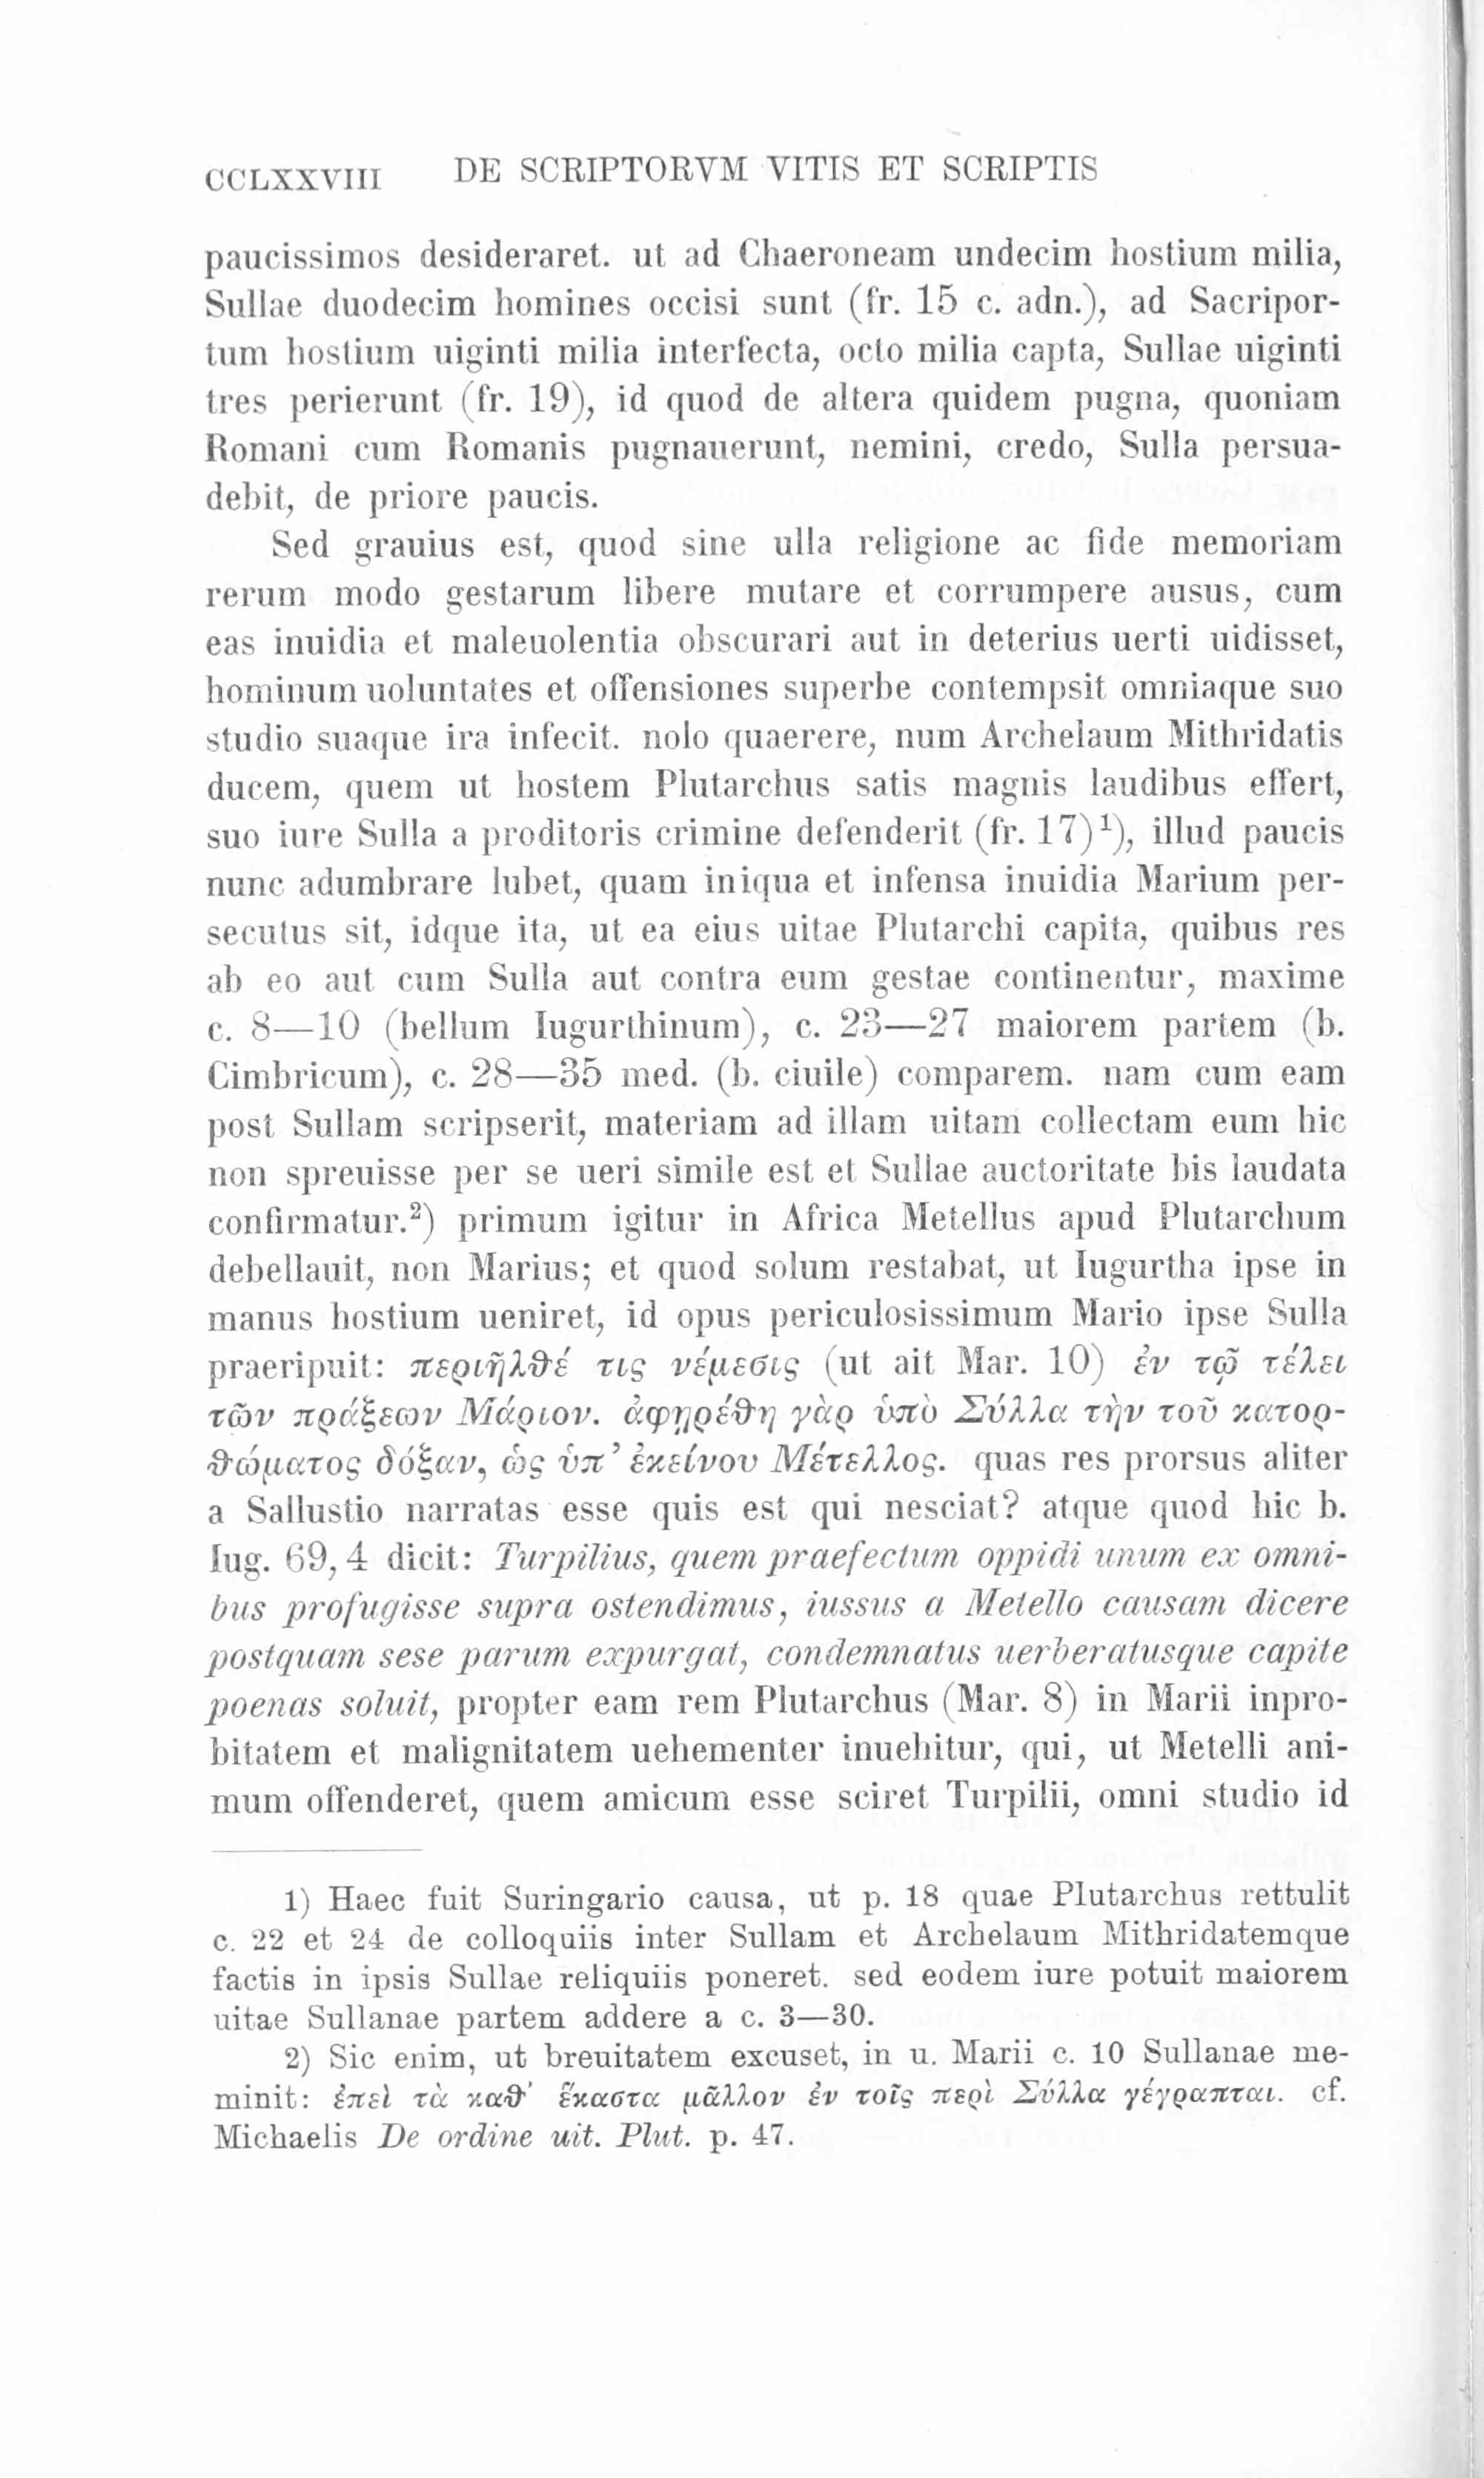 CCLXXVIII DE SCRIPTORVM VITIS ET SCRIPTIS
paucissimos desideraret. ut ad Chaeroneam undecim hostium milia,
Sullae duodecim homines occisi sunt (fr. 15 c. adn.), ad Sacripor-
tum hostium uiginti milia interfecta, octo milia capta, Sullae uiginti
tres perierunt (fr. 19), id quod de altera quidem pugna, quoniam
Romani cum Romanis pugnauerunt, nemini, credo, Sulla persua-
debit, de priore paucis.
Sed grauius est, quod sine ulla religione ac fide memoriam
rerum modo gestarum libere mutare et corrumpere ausus, cum
eas inuidia et maleuolentia obscurari aut in deterius uerti uidisset,
hominum uoluntates et offensiones superbe contempsit omniaque suo
studio suaque ira infecit. nolo quaerere, num Archelaum Mithridatis
ducem, quem ut hostem Plutarchus satis magnis laudibus effert,
suo iure Sulla a proditoris crimine defenderit (fr. 17)¹), illud paucis
nunc adumbrare lubet, quam iniqua et infensa inuidia Marium per-
secutus sit, idque ita, ut ea eius uitae Plutarchi capita, quibus res
ab eo aut cum Sulla aut contra eum gestae continentur, maxime
c. 8—10 (bellum Iugurthinum), c. 23—27 maiorem partem (b.
Cimbricum), c. 28—35 med. (b. ciuile) comparem. nam cum eam
post Sullam scripserit, materiam ad illam uitam collectam eum hic
non spreuisse per se ueri simile est et Sullae auctoritate bis laudata
confirmatur.²) primum igitur in Africa Metellus apud Plutarchum
debellauit, non Marius; et quod solum restabat, ut Iugurtha ipse in
manus hostium ueniret, id opus periculosissimum Mario ipse Sulla
praeripuit: περιῆλθέ τις νέμεσις (ut ait Mar. 10) ἐν τῷ τέλει
τῶν πράξεων Μάριον. ἀφῃρέθη γὰρ ὑπὸ Σύλλα τὴν τοῦ κατορ-
θώματος δόξαν, ὡς ὑπ' ἐκείνου Μέτελλος. quas res prorsus aliter
a Sallustio narratas esse quis est qui nesciat? atque quod hic b.
Iug. 69, 4 dicit: Turpilius, quem praefectum oppidi unum ex omni-
bus profugisse supra ostendimus, iussus a Metello causam dicere
postquam sese parum expurgat, condemnatus uerberatusque capite
poenas soluit, propter eam rem Plutarchus (Mar. 8) in Marii inpro-
bitatem et malignitatem uehementer inuehitur, qui, ut Metelli ani-
mum offenderet, quem amicum esse sciret Turpilii, omni studio id
1) Haec fuit Suringario causa, ut p. 18 quae Plutarchus rettulit
c. 22 et 24 de colloquiis inter Sullam et Archelaum Mithridatemque
factis in ipsis Sullae reliquiis poneret. sed eodem iure potuit maiorem
uitae Sullanae partem addere a c. 3—30.
2) Sic enim, ut breuitatem excuset, in u. Marii c. 10 Sullanae me-
minit: ἐπεὶ τὰ καθ' ἕκαστα μᾶλλον ἐν τοῖς περὶ Σύλλα γέγραπται. cf.
Michaelis De ordine uit. Plut. p. 47.